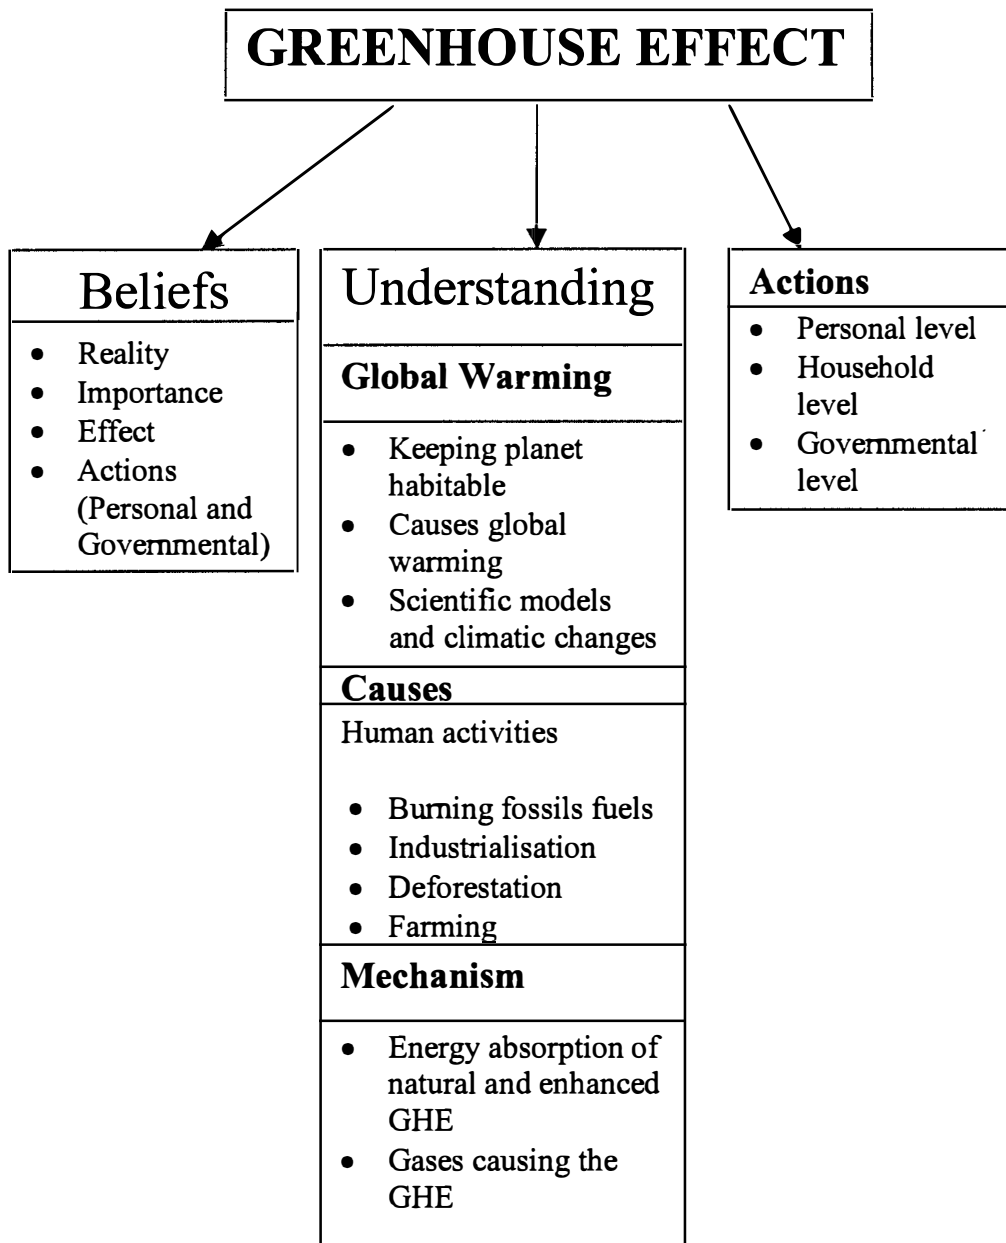 GREENHOUSE EFFECT
Beliefs
• Reality
• Importance
• Effect
• Actions
(Personal and
Governmental)
Understanding
Global Warming
• Keeping planet
habitable
• Causes global
warming
• Scientific models
and climatic changes
Causes
Human activities
• Burning fossils fuels
• Industrialisation
• Deforestation
• Farming
Mechanism
• Energy absorption of
natural and enhanced
GHE
• Gases causing the
GHE
Actions
• Personal level
• Household
level
• Governmental
level